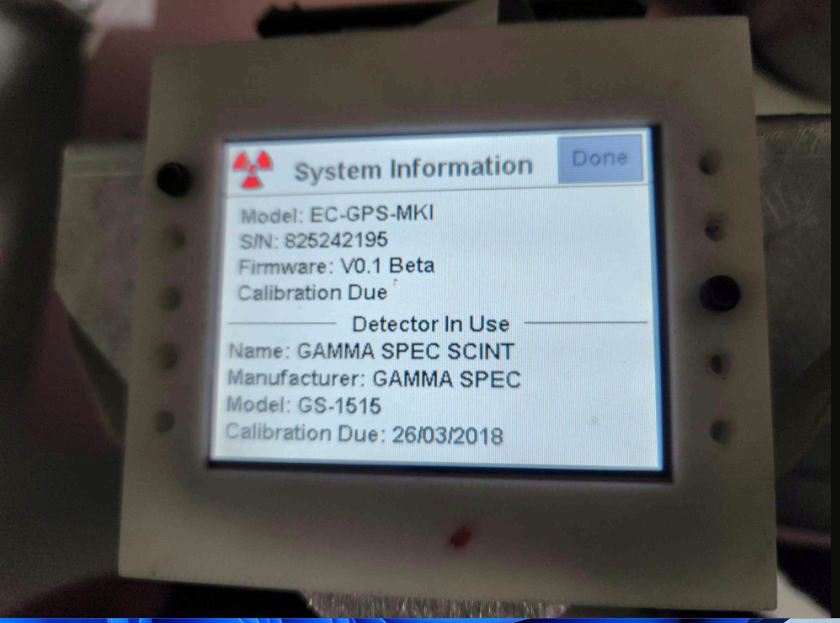 System Information
Done
Model: EC-GPS-MKI
S/N: 825242195
Firmware: V0.1 Beta
Calibration Due
Detector In Use
Name: GAMMA SPEC SCINT
Manufacturer: GAMMA SPEC
Model: GS-1515
Calibration Due: 26/03/2018